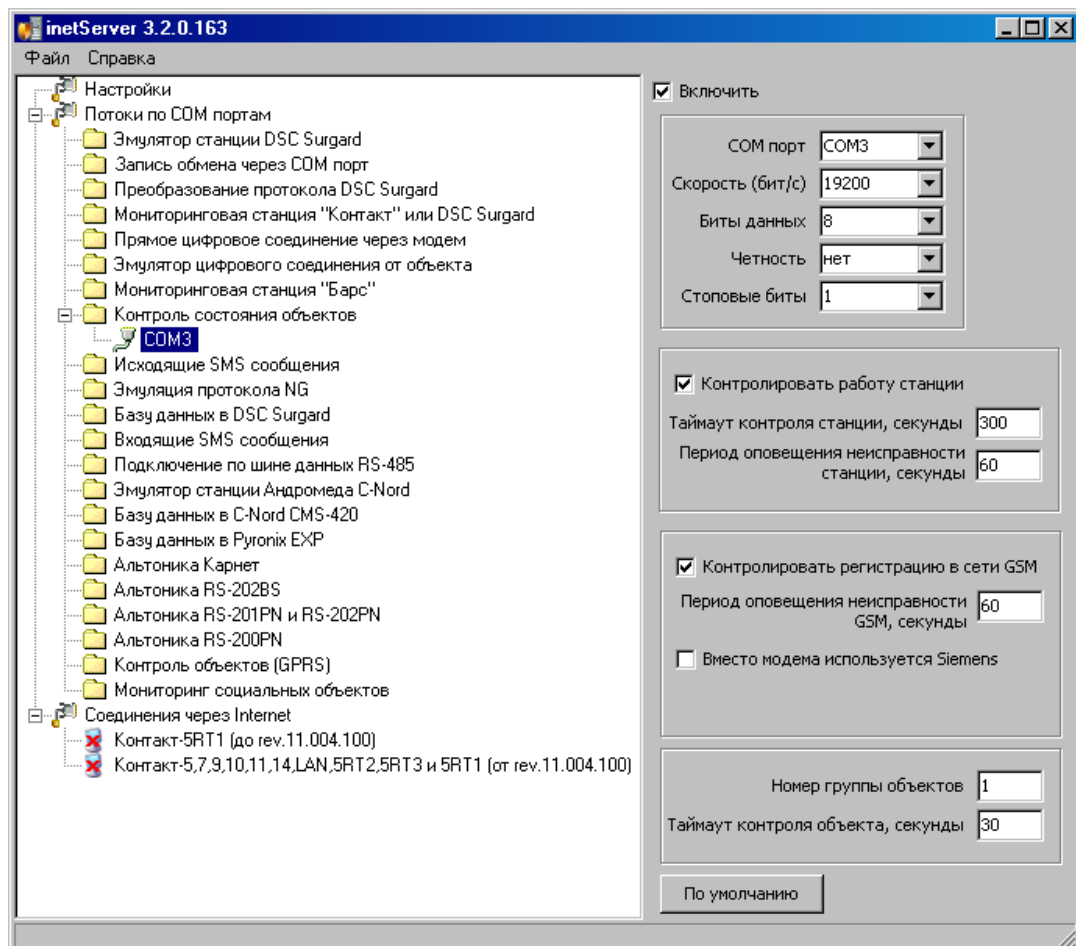 inetServer 3.2.0.163
Файл Справка
Настройки
Потоки по COM портам
Эмулятор станции DSC Surgard
Запись обмена через COM порт
Преобразование протокола DSC Surgard
Мониторинговая станция "Контакт" или DSC Surgard
Прямое цифровое соединение через модем
Эмулятор цифрового соединения от объекта
Мониторинговая станция "Барс"
Контроль состояния объектов
COM3
Исходящие SMS сообщения
Эмуляция протокола NG
Базу данных в DSC Surgard
Входящие SMS сообщения
Подключение по шине данных RS-485
Эмулятор станции Андромеда C-Nord
Базу данных в C-Nord CMS-420
Базу данных в Pyronix EXP
Альтоника Карнет
Альтоника RS-202BS
Альтоника RS-201PN и RS-202PN
Альтоника RS-200PN
Контроль объектов (GPRS)
Мониторинг социальных объектов
Соединения через Internet
Контакт-5RT1 (до rev.11.004.100)
Контакт-5,7,9,10,11,14,LAN,5RT2,5RT3 и 5RT1 (от rev.11.004.100)
Включить
COM порт COM3
Скорость (бит/с) 19200
Биты данных 8
Четность нет
Стоповые биты 1
Контролировать работу станции
Таймаут контроля станции, секунды 300
Период оповещения неисправности
станции, секунды 60
Контролировать регистрацию в сети GSM
Период оповещения неисправности
GSM, секунды 60
Вместо модема используется Siemens
Номер группы объектов 1
Таймаут контроля объекта, секунды 30
По умолчанию